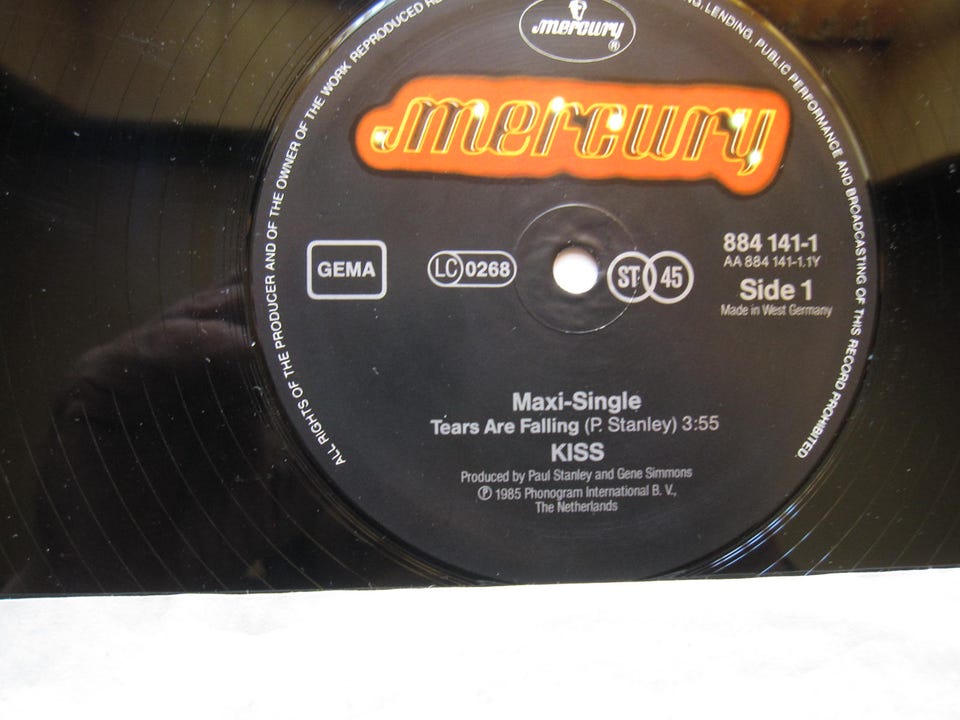 mercury
®
mercury
ALL RIGHTS OF THE PRODUCER AND OF THE OWNER OF THE WORK REPRODUCED
LENDING, PUBLIC PERFORMANCE AND BROADCASTING OF THIS RECORD PROHIBITED.
GEMA
LC 0268
ST 45
884 141-1
AA 884 141-1.1Y
Side 1
Made in West Germany
Maxi-Single
Tears Are Falling (P. Stanley) 3:55
KISS
Produced by Paul Stanley and Gene Simmons
℗ 1985 Phonogram International B. V.,
The Netherlands